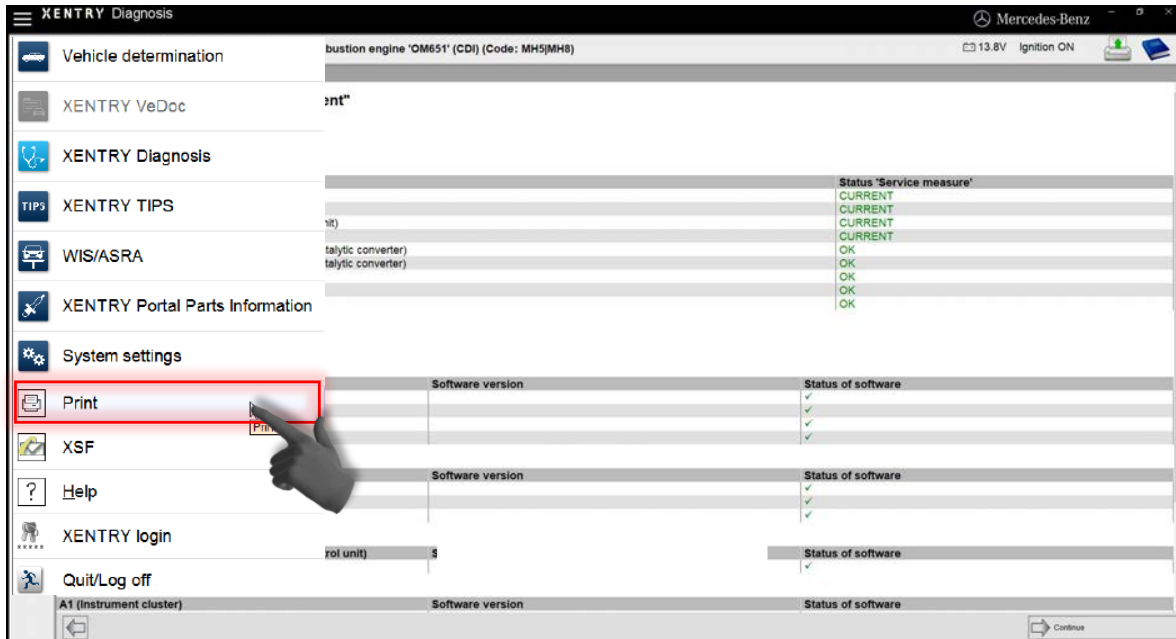 XENTRY Diagnosis
Mercedes-Benz
Vehicle determination
bustion engine 'OM651' (CDI) (Code: MH5|MH8)
13.8V Ignition ON
XENTRY VeDoc
ent"
XENTRY Diagnosis
Status 'Service measure'
CURRENT
XENTRY TIPS
TIPS
CURRENT
nit)
CURRENT
CURRENT
WIS/ASRA
talytic converter)
OK
talytic converter)
OK
OK
OK
XENTRY Portal Parts Information
OK
System settings
Software version
Status of software
Print
XSF
Software version
Status of software
? Help
XENTRY login
rol unit)
Status of software
Quit/Log off
A1 (Instrument cluster)
Software version
Status of software
Continue